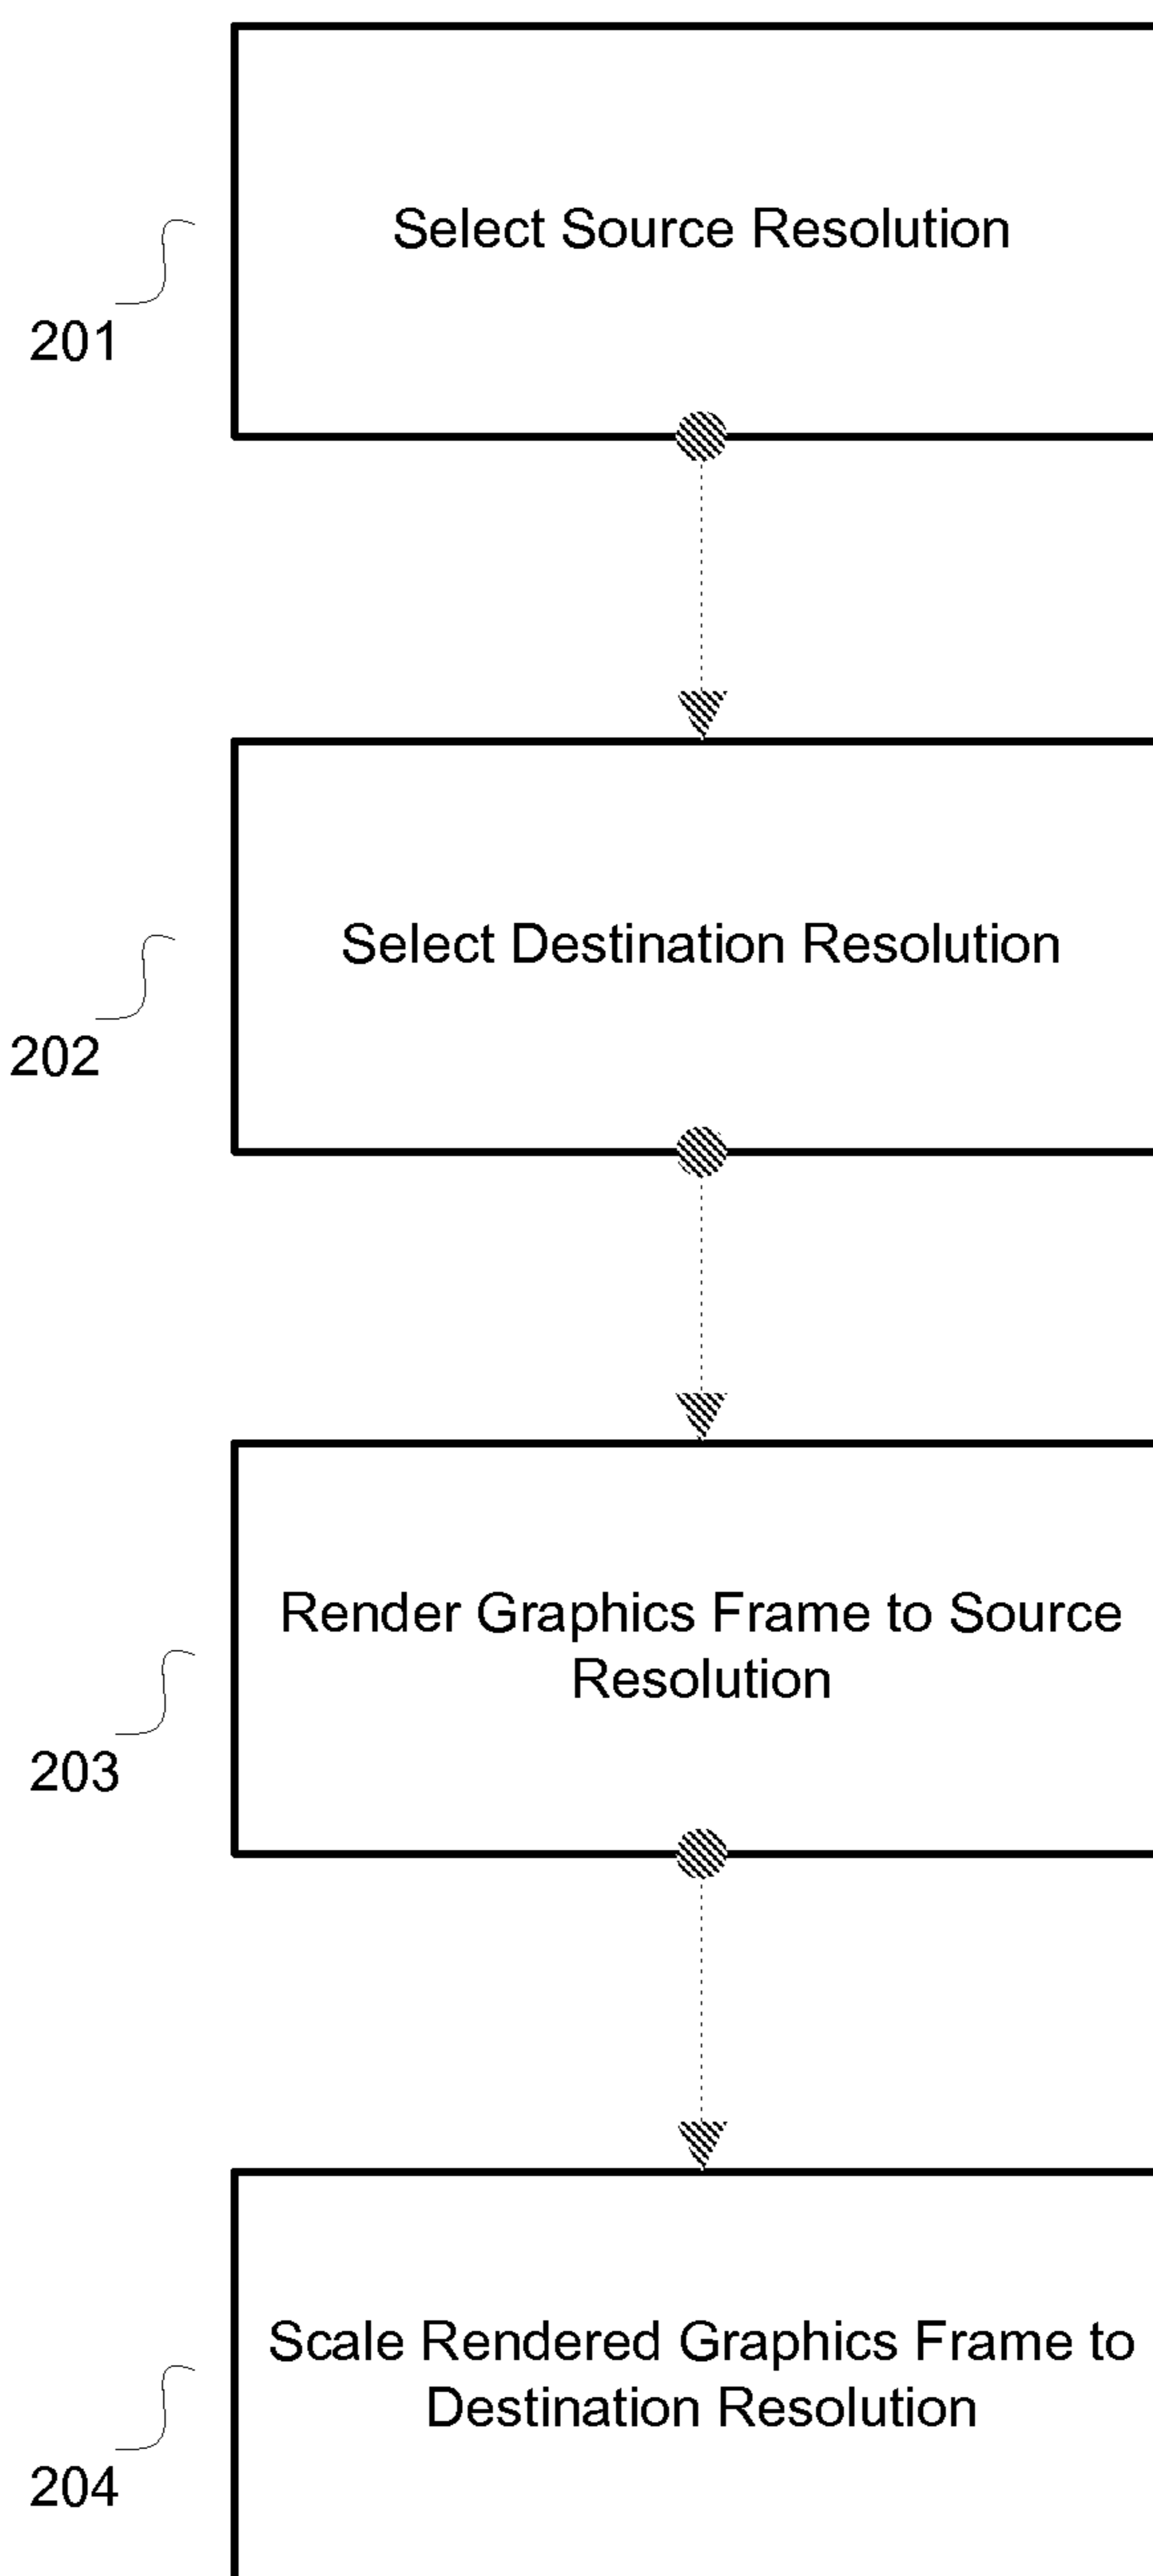 Select Source Resolution
201
Select Destination Resolution
202
Render Graphics Frame to Source
Resolution
203
Scale Rendered Graphics Frame to
Destination Resolution
204